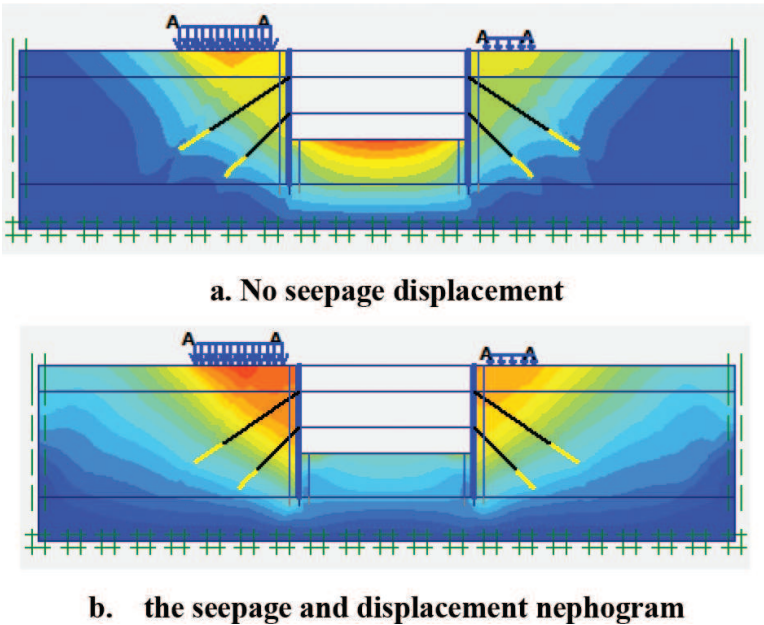 A A A A
a. No seepage displacement
A A A A
b. the seepage and displacement nephogram